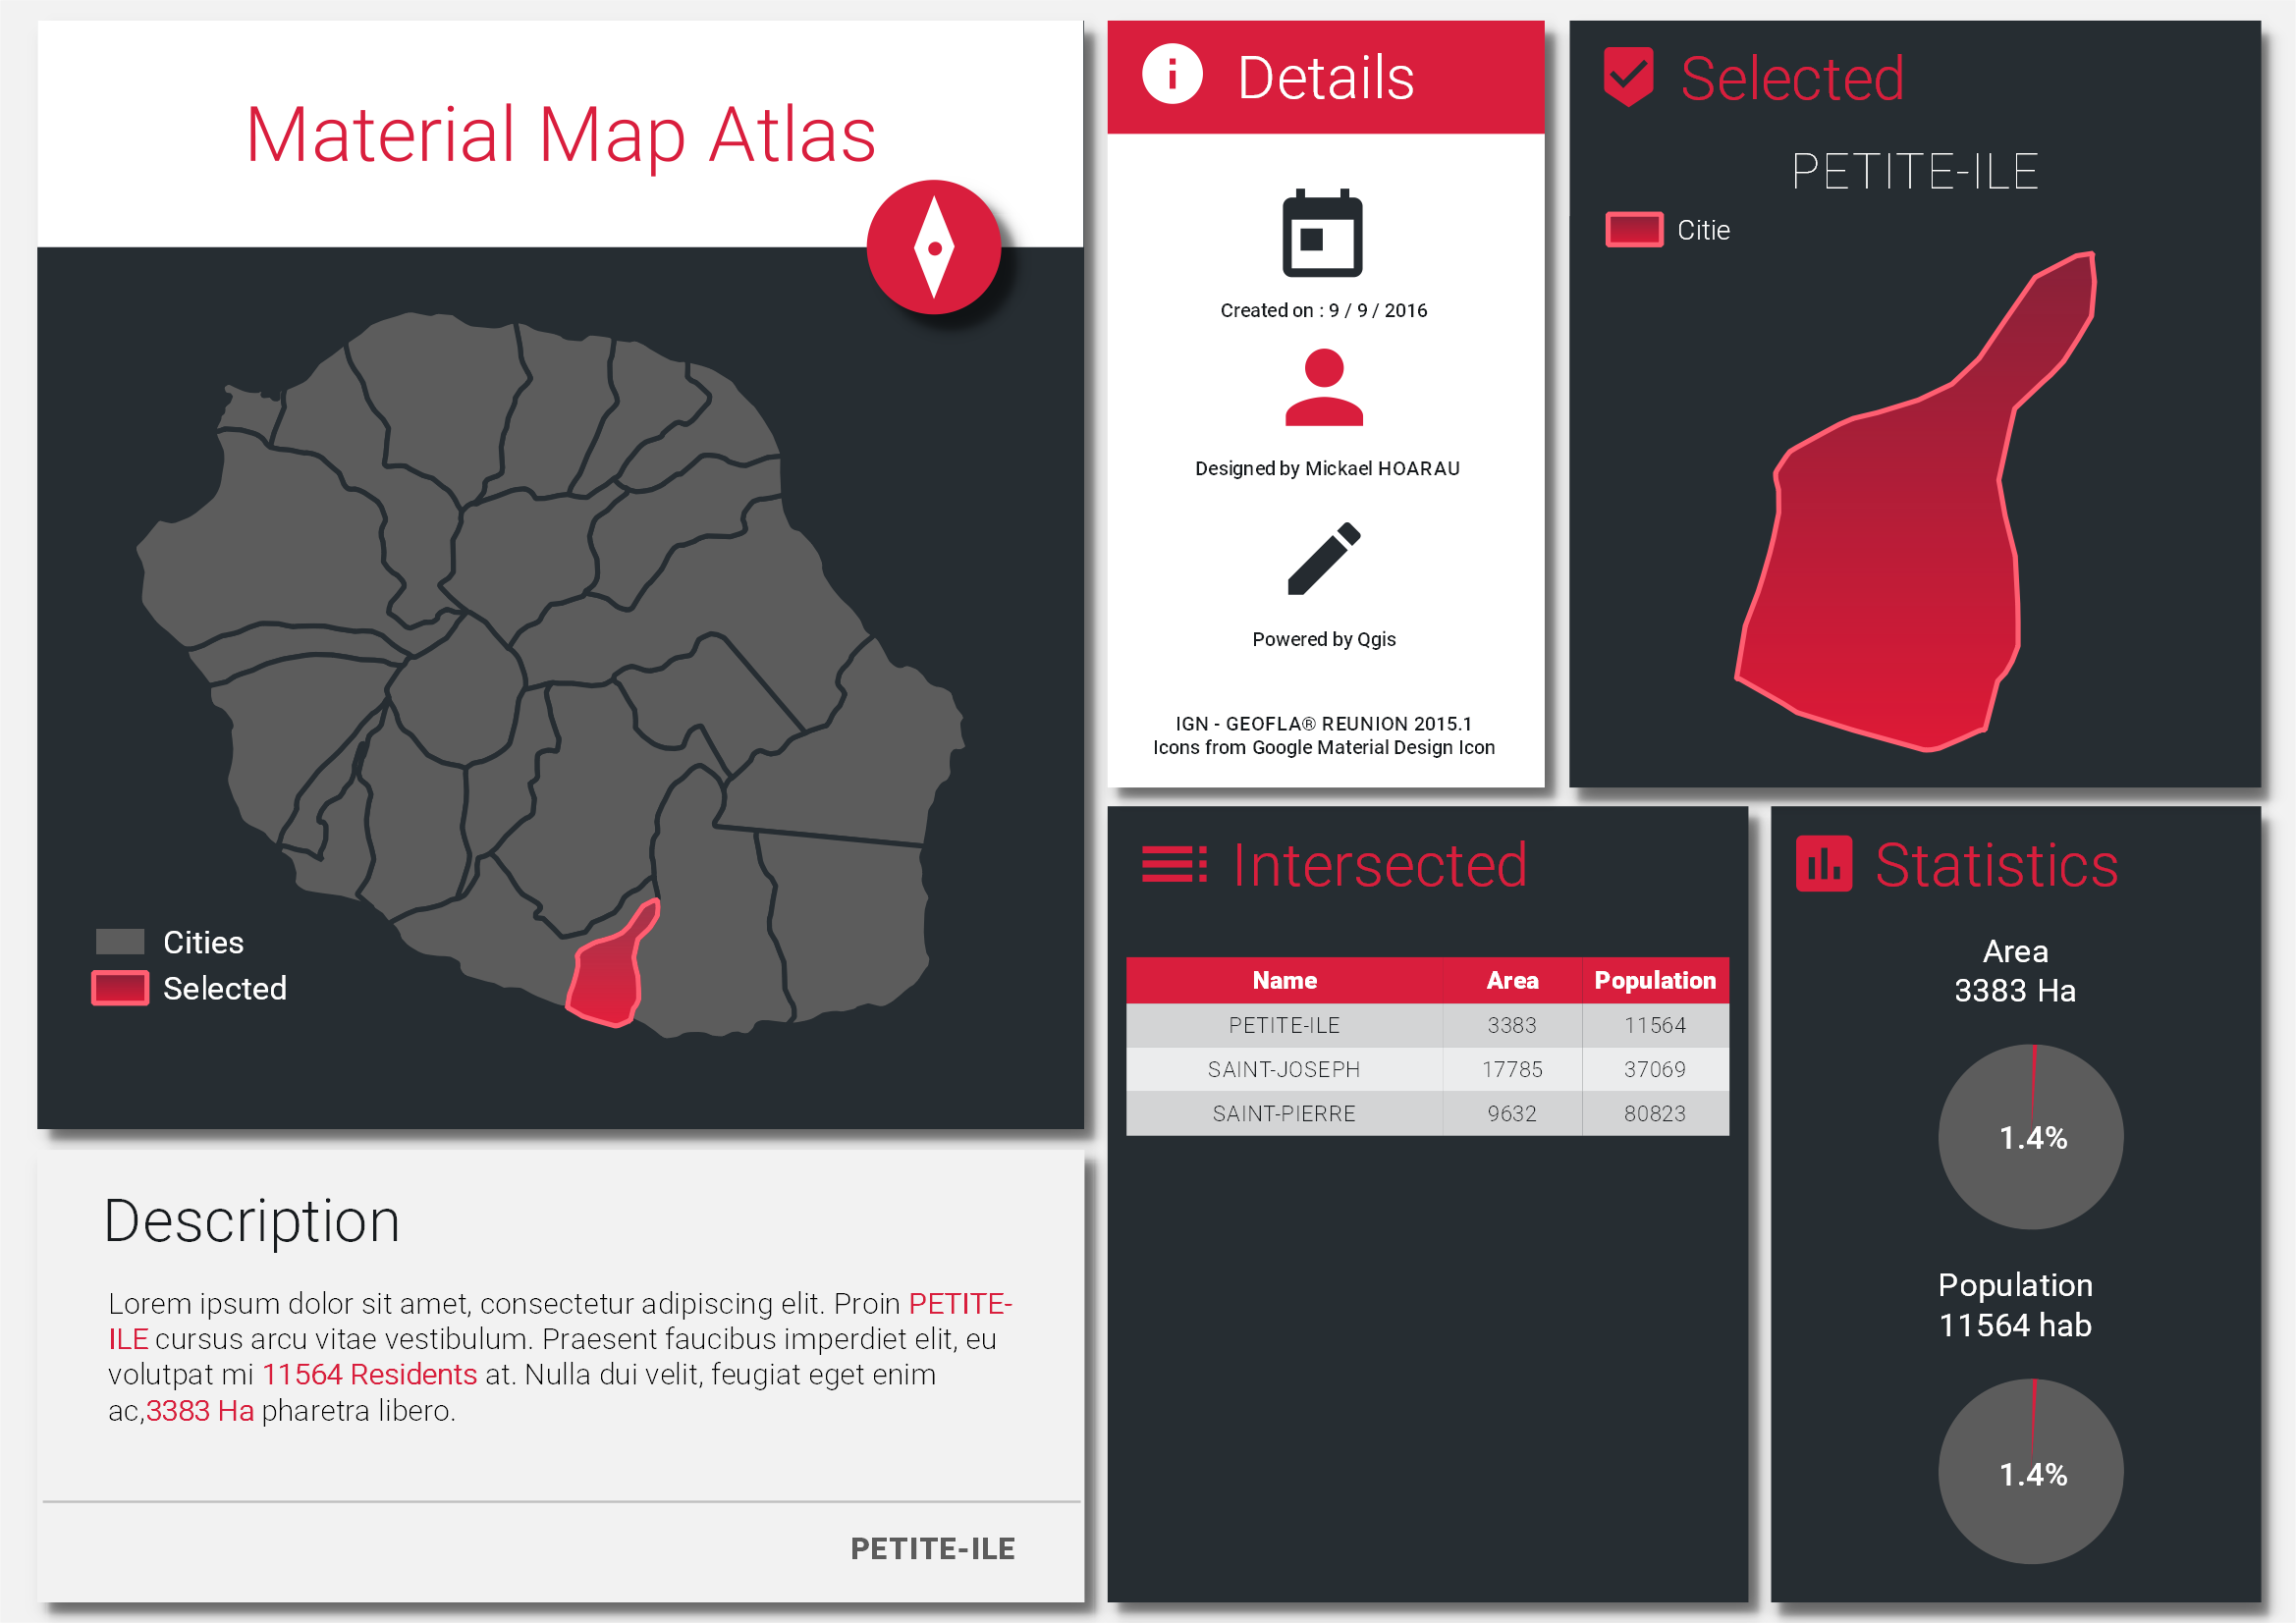 Material Map Atlas
Cities
Selected
Description
Lorem ipsum dolor sit amet, consectetur adipiscing elit. Proin PETITE-
ILE cursus arcu vitae vestibulum. Praesent faucibus imperdiet elit, eu
volutpat mi 11564 Residents at. Nulla dui velit, feugiat eget enim
ac,3383 Ha pharetra libero.
PETITE-ILE
Details
Created on : 9 / 9 / 2016
Designed by Mickael HOARAU
Powered by Qgis
IGN - GEOFLA® REUNION 2015.1
Icons from Google Material Design Icon
Selected
PETITE-ILE
Citie
Intersected
Name Area Population
PETITE-ILE 3383 11564
SAINT-JOSEPH 17785 37069
SAINT-PIERRE 9632 80823
Statistics
Area
3383 Ha
1.4%
Population
11564 hab
1.4%